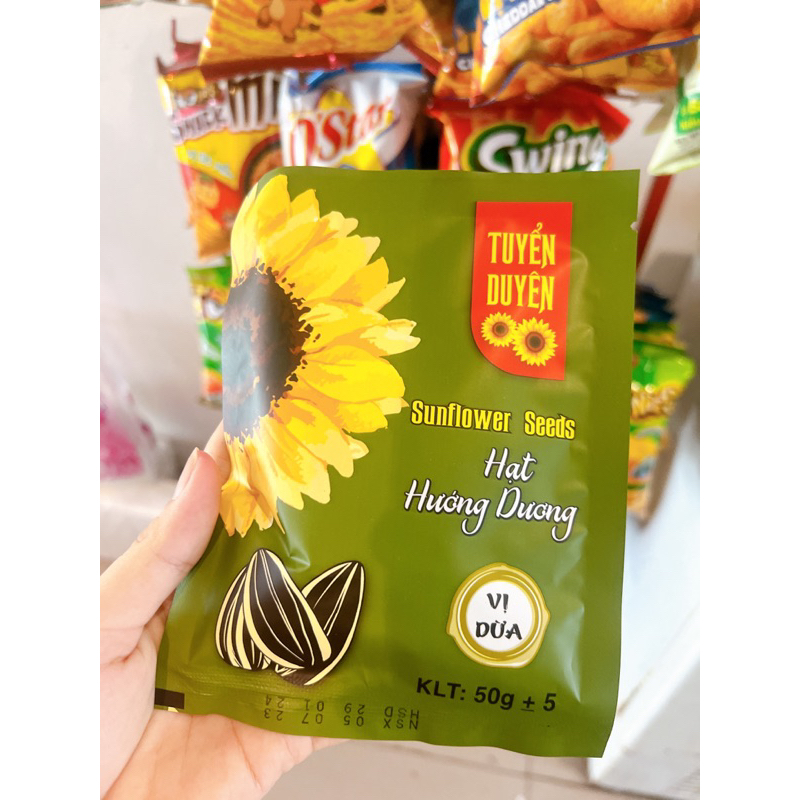 O'Star
Swing
TUYỂN
DUYÊN
Sunflower Seeds
Hạt
Hướng Dương
VỊ
DỪA
KLT: 50g ± 5
NSX 05 07 23
HSD 29 01 24